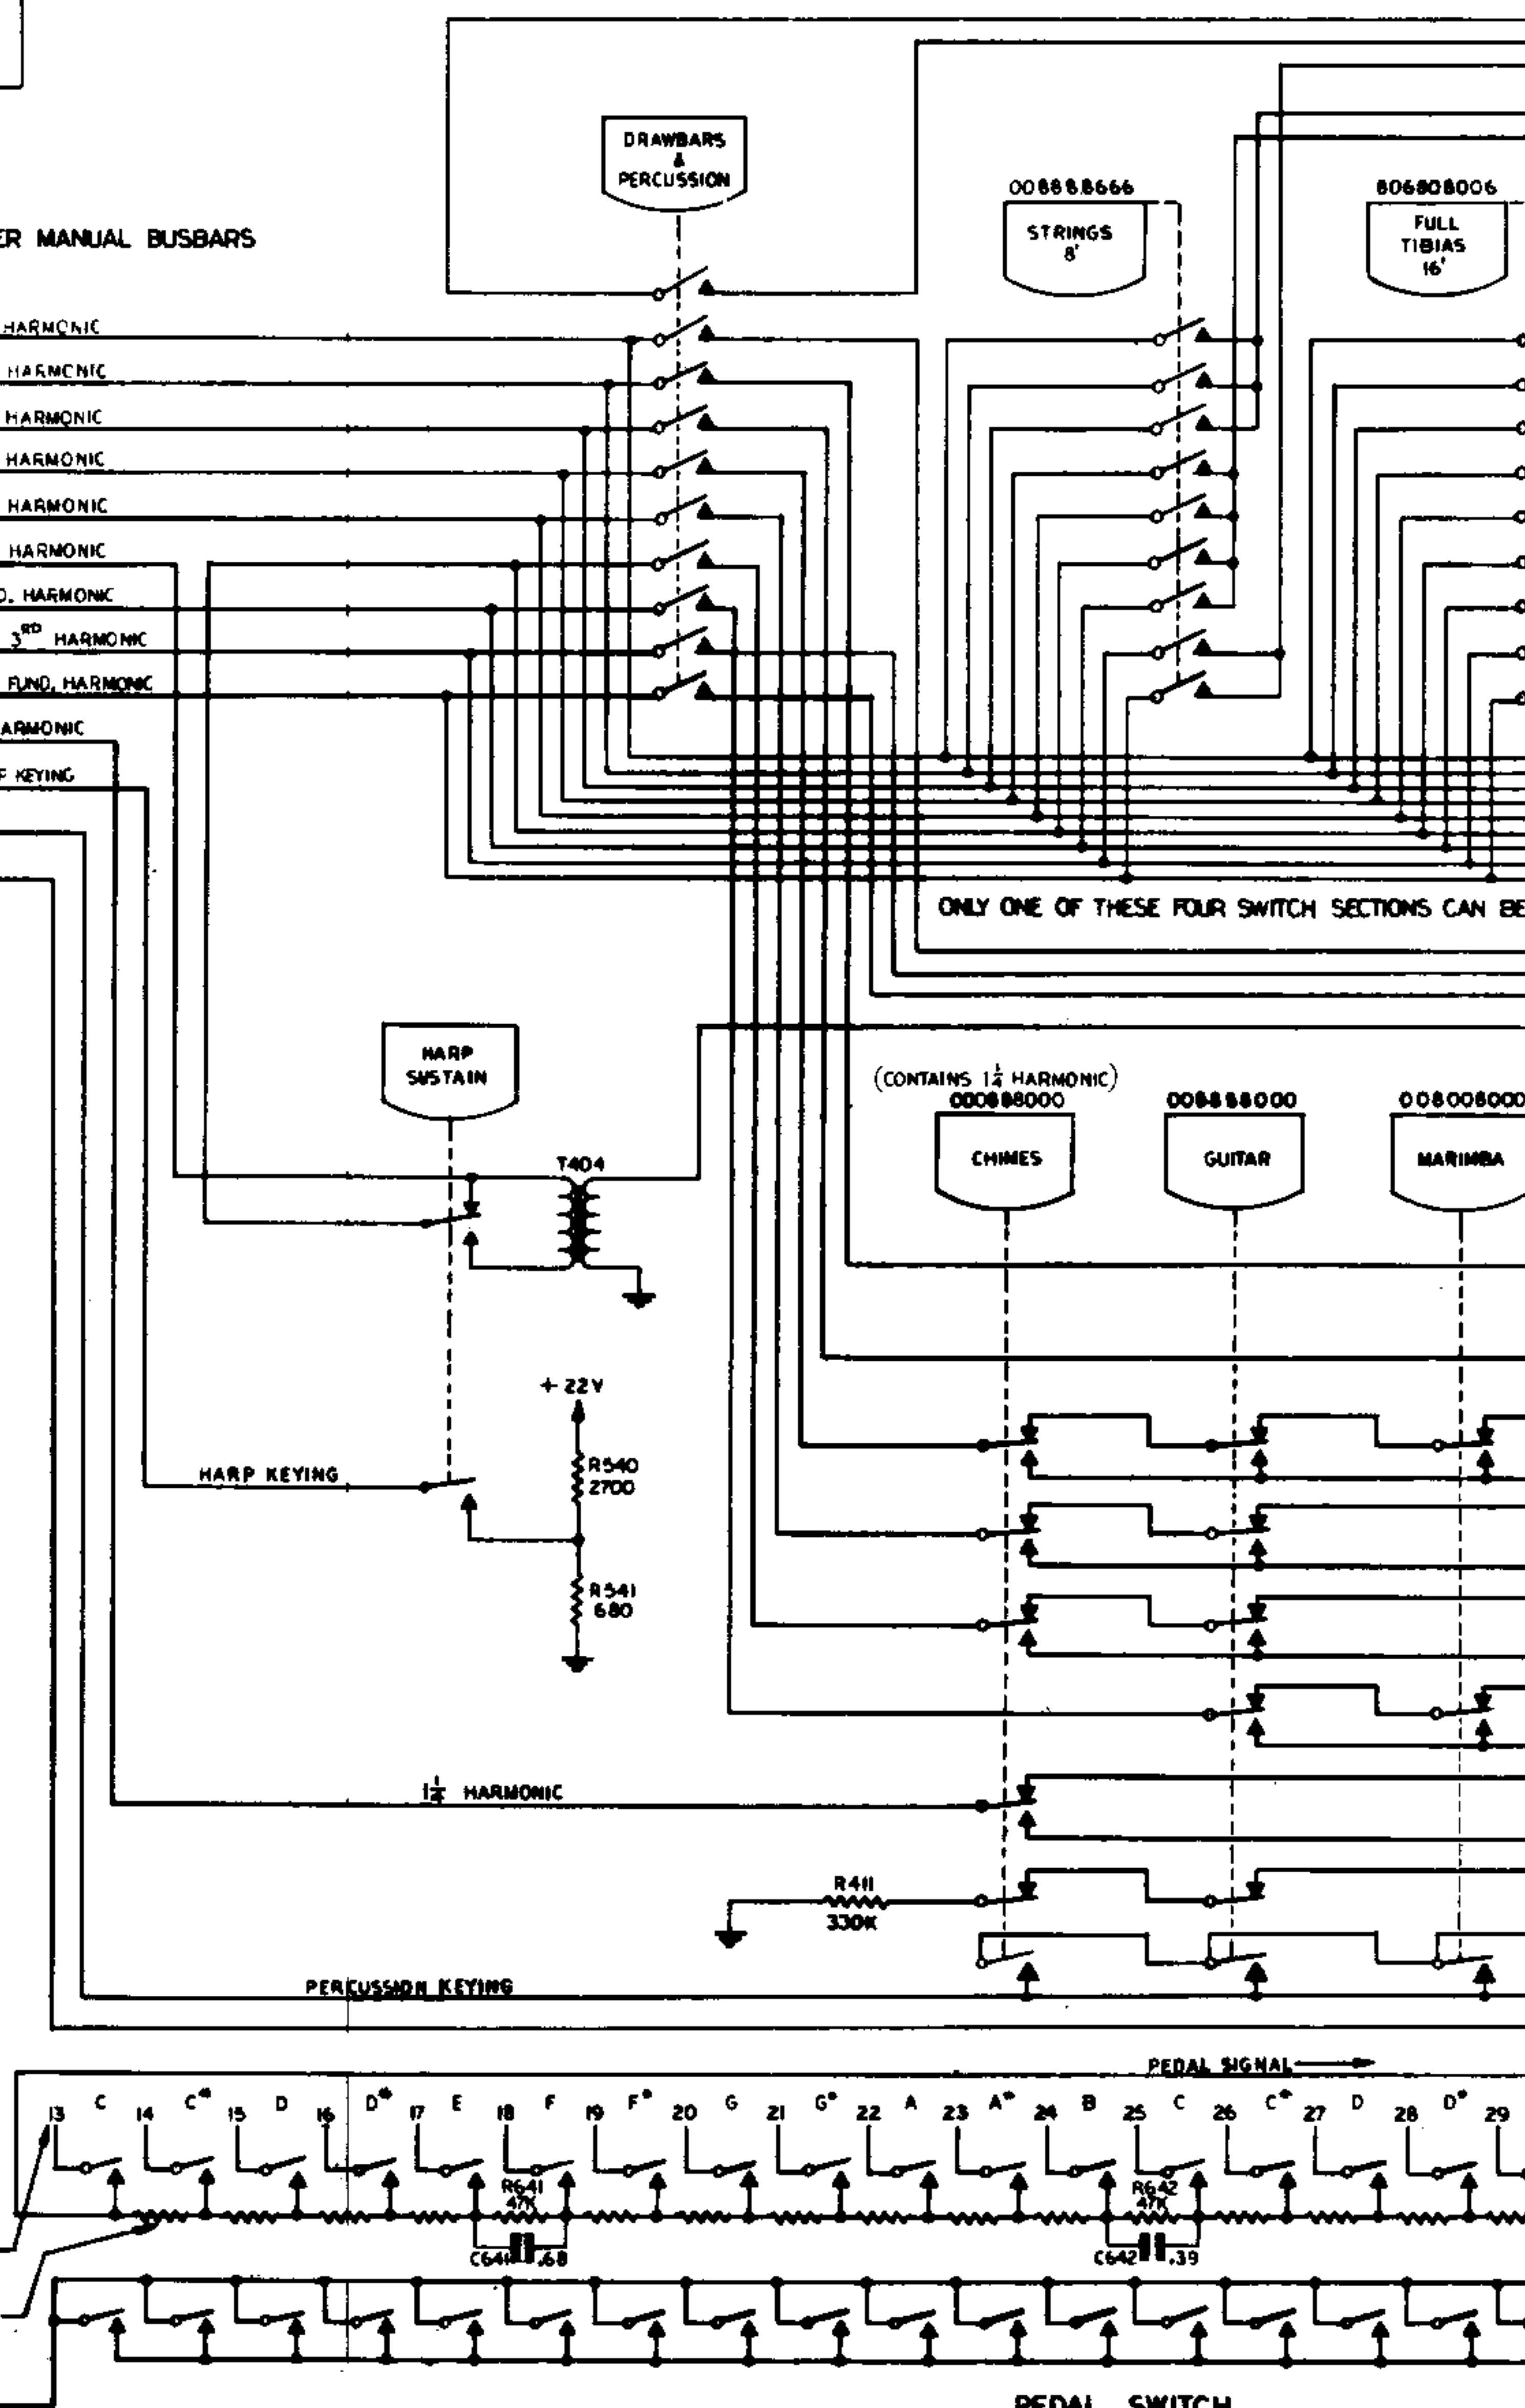 DRAWBARS
&
PERCUSSION
008888666
STRINGS
8'
806808006
FULL
TIBIAS
16'
ER MANUAL BUSBARS
HARMONIC
HARMONIC
HARMONIC
HARMONIC
HARMONIC
HARMONIC
D. HARMONIC
3RD HARMONIC
FUND. HARMONIC
ARMONIC
P KEYING
ONLY ONE OF THESE FOUR SWITCH SECTIONS CAN BE
HARP
SUSTAIN
T404
(CONTAINS 1¼ HARMONIC)
000888000
CHIMES
008888000
GUITAR
008008000
MARIMBA
+ 22V
R540
2700
HARP KEYING
R541
680
1¼ HARMONIC
R411
330K
PERCUSSION KEYING
PEDAL SIGNAL
13 C 14 C# 15 D 16 D# 17 E 18 F 19 F# 20 G 21 G# 22 A 23 A# 24 B 25 C 26 C# 27 D 28 D# 29
R641
47K
R642
47K
C641 .68
C642 .39
PEDAL SWITCH